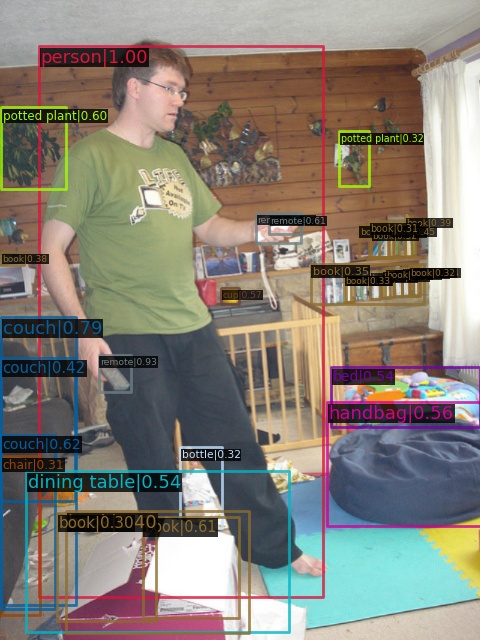 person|1.00
potted plant|0.60
potted plant|0.32
remote|0.61
book|0.39
book|0.31
book|0.38
book|0.35
book|0.32
book|0.33
cup|0.57
couch|0.79
remote|0.93
couch|0.42
bed|0.54
handbag|0.56
couch|0.62
bottle|0.32
chair|0.31
dining table|0.54
book|0.3040
book|0.61